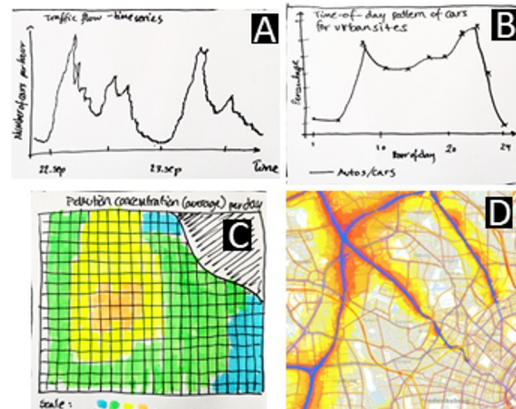 Traffic flow - time series
A
Number of cars per hour
22.sep
23.sep
Time
Time-of-day pattern of cars
for urban sites
B
Percentage
1
10
20
24
Hour of day
Autos/cars
Pollution concentration (average) per day
C
Scale:
D